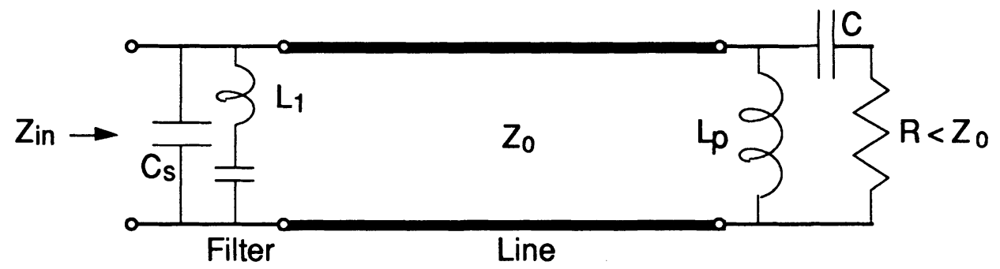 C
L1
Zin
Z0
Lp
R < Z0
Cs
Filter
Line